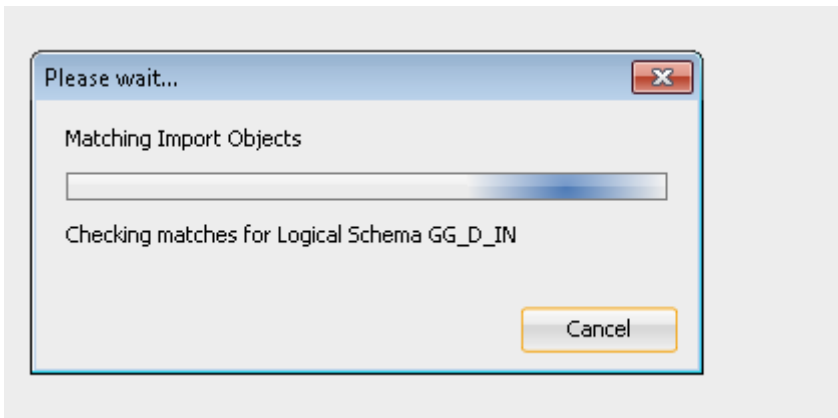 Please wait...
Matching Import Objects
Checking matches for Logical Schema GG_D_IN
Cancel